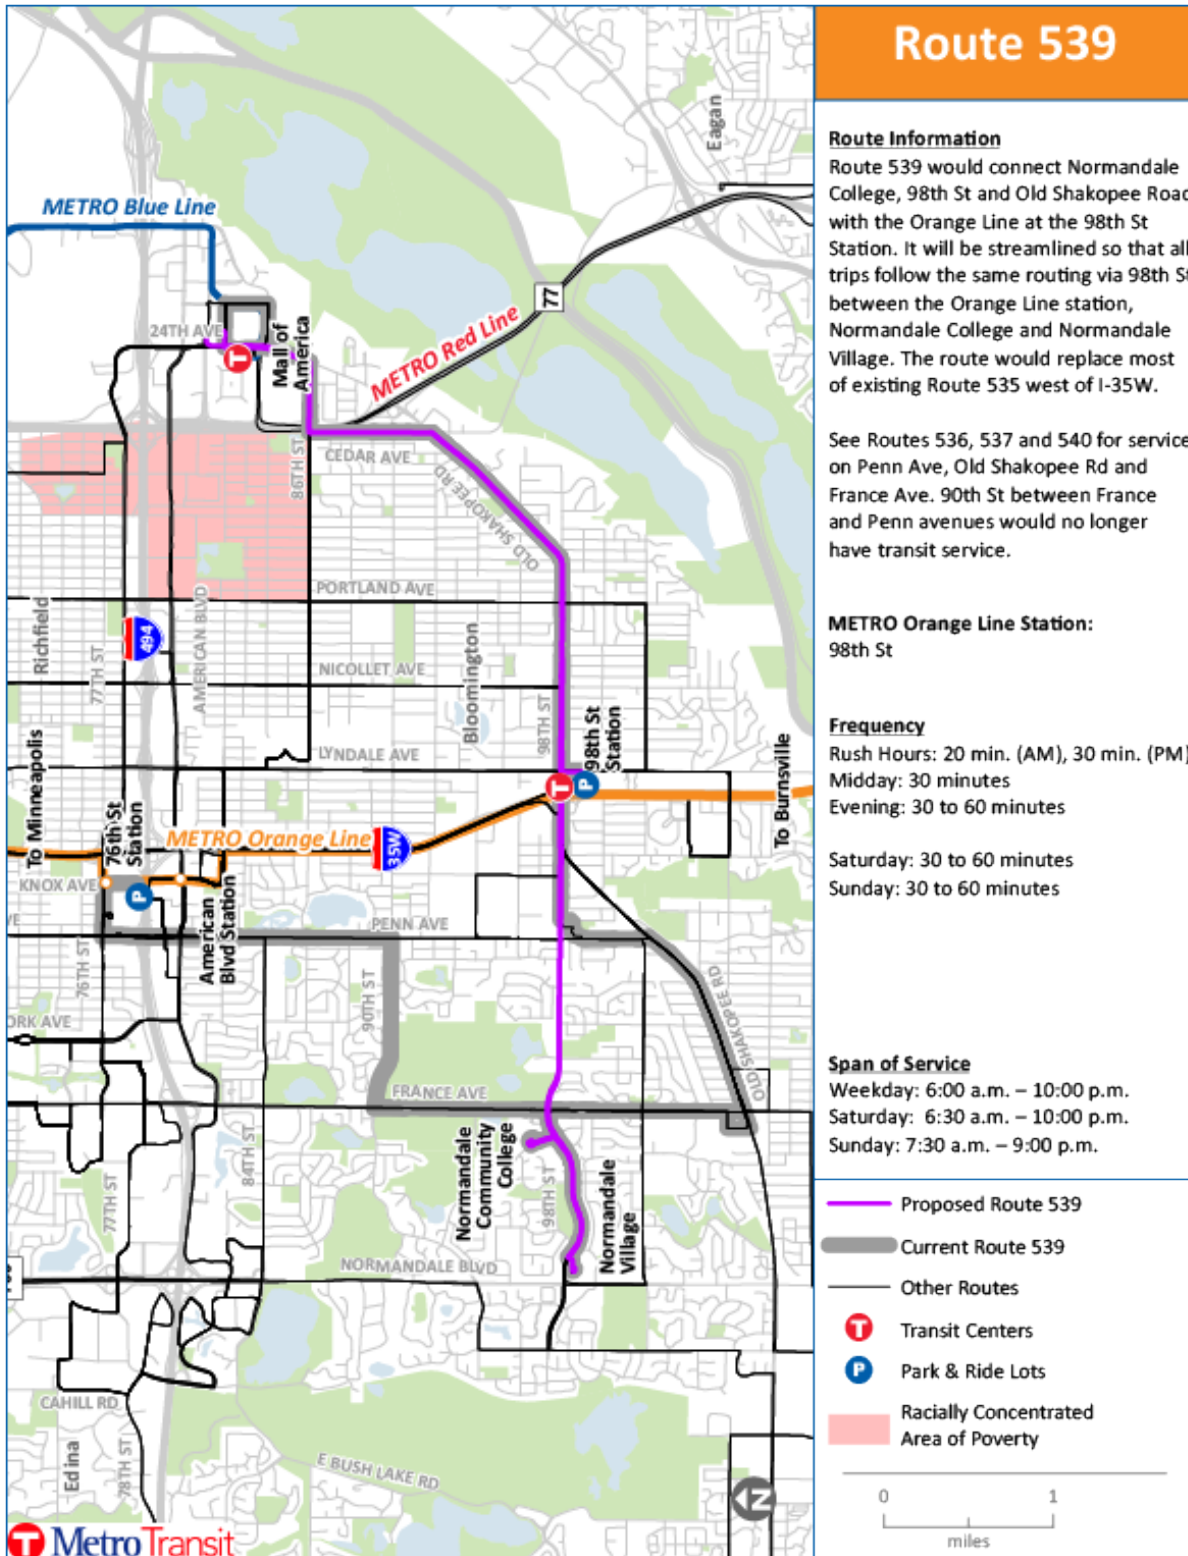 Route 539
Route Information
Route 539 would connect Normandale
College, 98th St and Old Shakopee Road
with the Orange Line at the 98th St
Station. It will be streamlined so that all
trips follow the same routing via 98th St
between the Orange Line station,
Normandale College and Normandale
Village. The route would replace most
of existing Route 535 west of I-35W.
See Routes 536, 537 and 540 for service
on Penn Ave, Old Shakopee Rd and
France Ave. 90th St between France
and Penn avenues would no longer
have transit service.
METRO Orange Line Station:
98th St
Frequency
Rush Hours: 20 min. (AM), 30 min. (PM)
Midday: 30 minutes
Evening: 30 to 60 minutes
Saturday: 30 to 60 minutes
Sunday: 30 to 60 minutes
Span of Service
Weekday: 6:00 a.m. – 10:00 p.m.
Saturday: 6:30 a.m. – 10:00 p.m.
Sunday: 7:30 a.m. – 9:00 p.m.
Proposed Route 539
Current Route 539
Other Routes
T
Transit Centers
P
Park & Ride Lots
Racially Concentrated
Area of Poverty
0
1
miles
Eagan
METRO Blue Line
77
24TH AVE
T
Mall of
America
METRO Red Line
86TH ST
CEDAR AVE
OLD SHAKOPEE RD
PORTLAND AVE
AMERICAN BLVD
Richfield
494
77TH ST
NICOLLET AVE
Bloomington
98TH ST
98th St
Station
LYNDALE AVE
T
P
To Burnsville
To Minneapolis
76th St
Station
METRO Orange Line
35W
KNOX AVE
P
American
Blvd Station
PENN AVE
76TH ST
90TH ST
OLD SHAKOPEE RD
ORK AVE
FRANCE AVE
84TH ST
Normandale
Community
College
98TH ST
Normandale
Village
77TH ST
NORMANDALE BLVD
CAHILL RD
Edina
78TH ST
E BUSH LAKE RD
N
T
MetroTransit